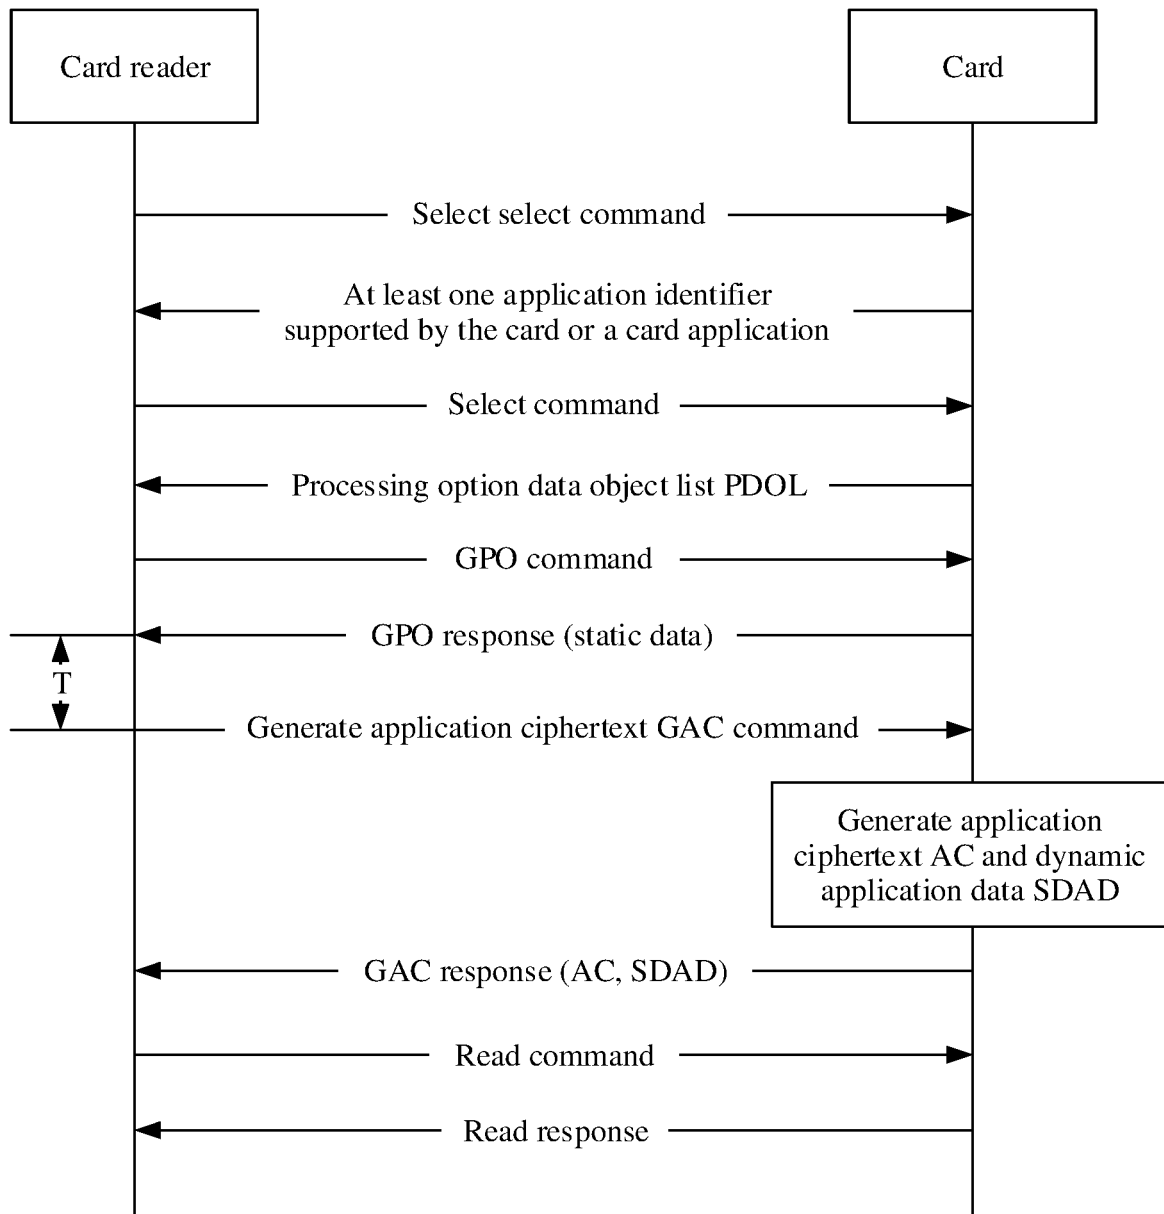 Card reader
Card
Select select command
At least one application identifier
supported by the card or a card application
Select command
Processing option data object list PDOL
GPO command
GPO response (static data)
T
Generate application ciphertext GAC command
Generate application
ciphertext AC and dynamic
application data SDAD
GAC response (AC, SDAD)
Read command
Read response